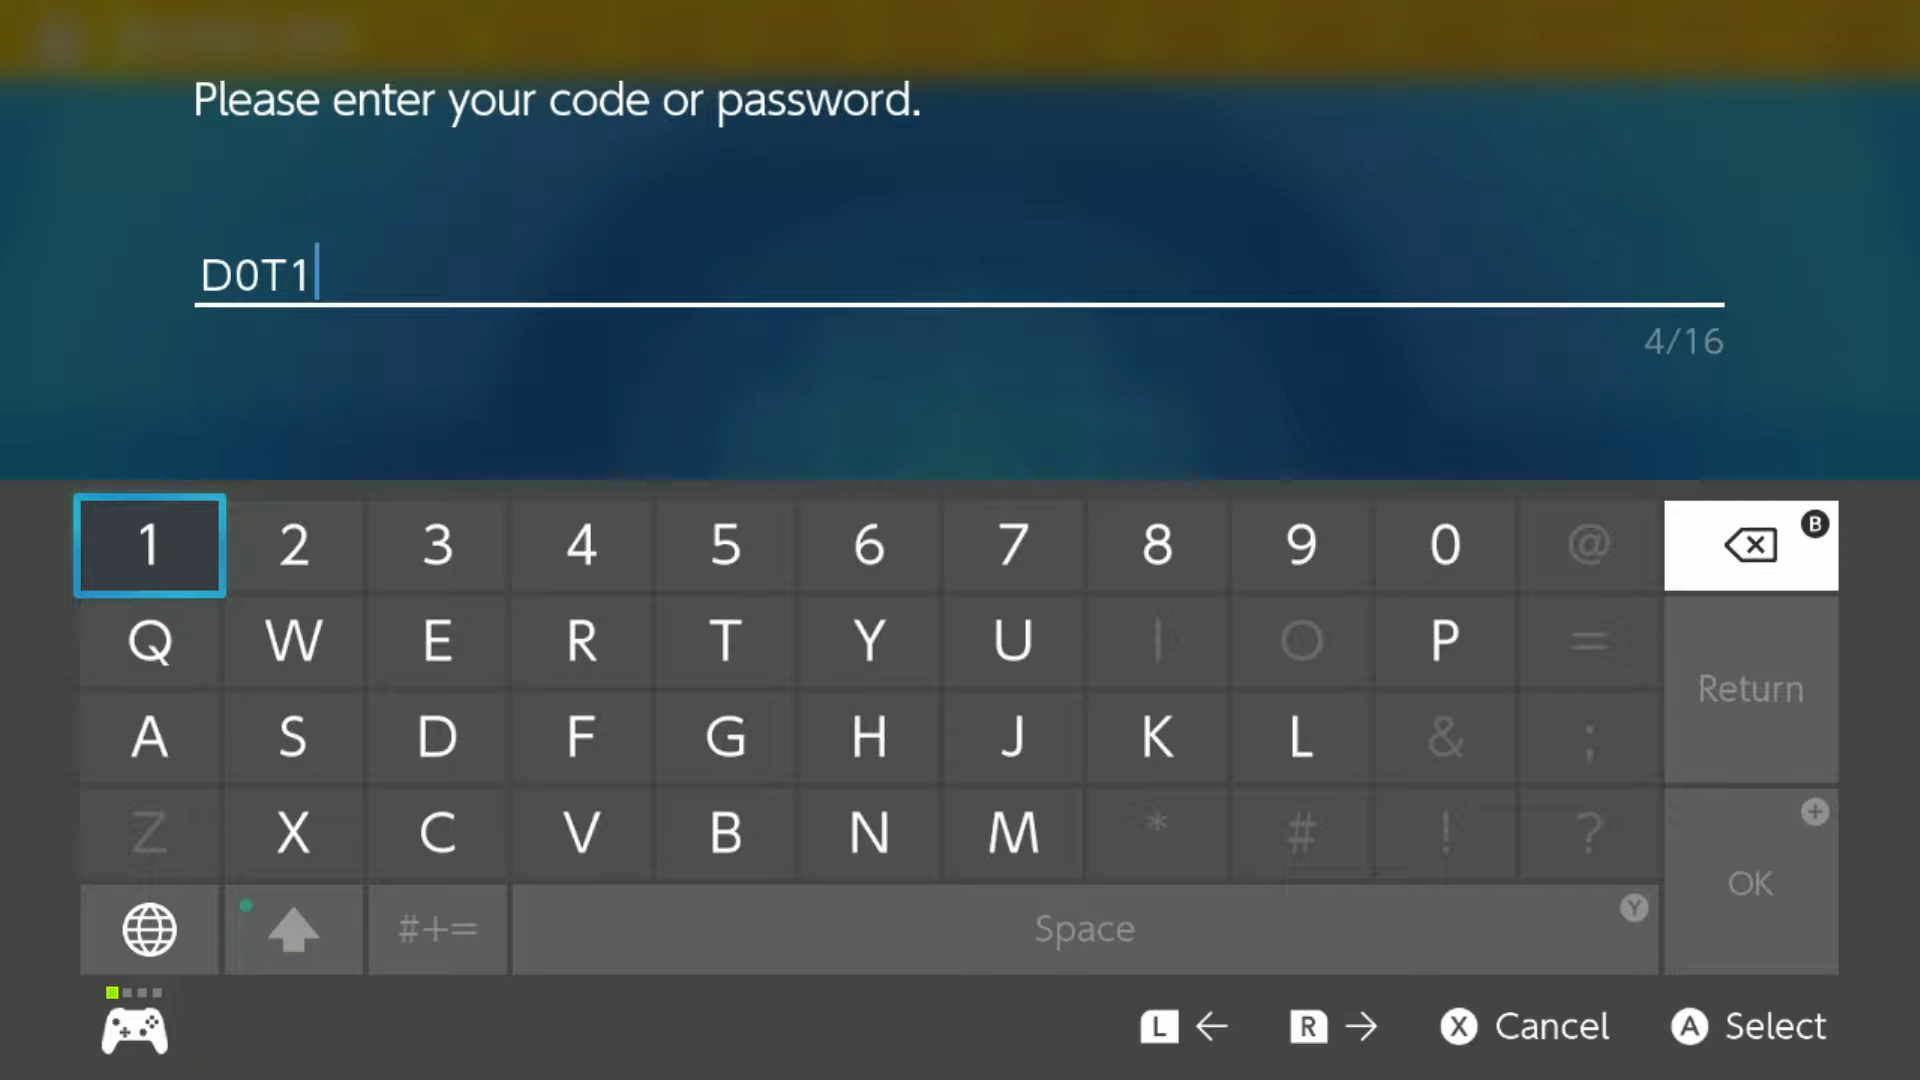 Please enter your code or password.
D0T1
4/16
1 2 3 4 5 6 7 8 9 0 @ B
Q W E R T Y U I O P =
Return
A S D F G H J K L & ;
Z X C V B N M * # ! ? +
OK
#+= Space Y
L ← R → X Cancel A Select